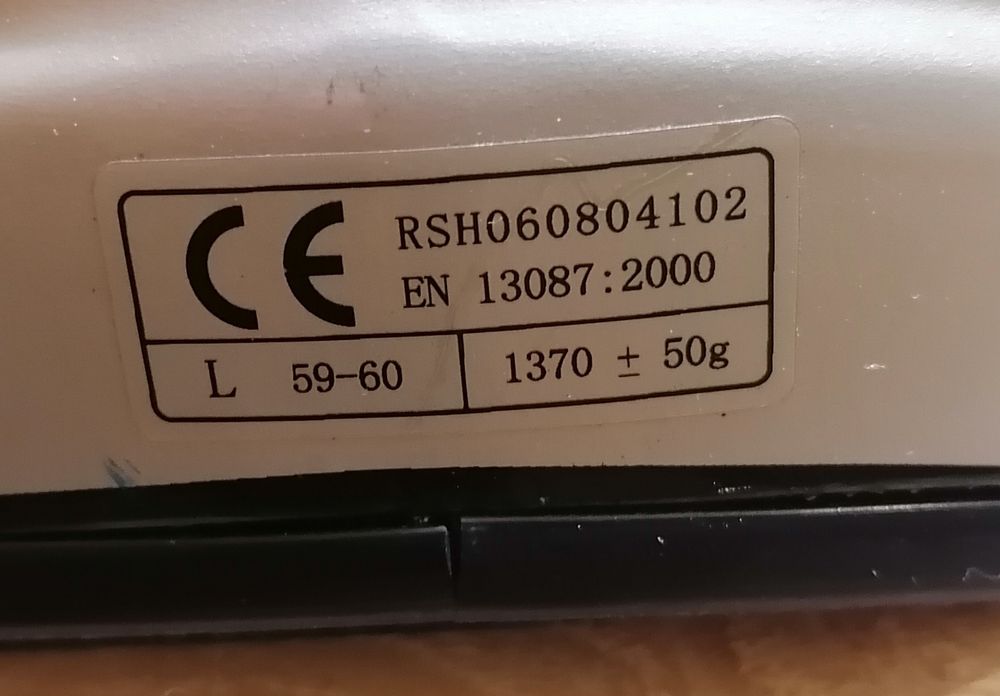 CE
RSH060804102
EN 13087:2000
L 59-60
1370 ± 50g